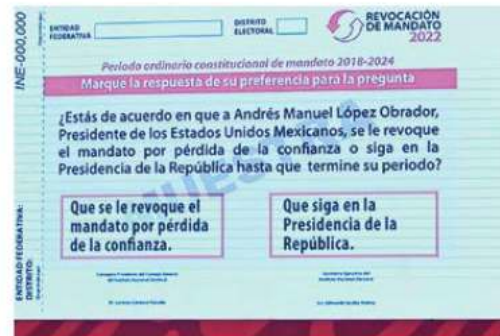 INE-000,000
ENTIDAD
FEDERATIVA
DISTRITO
ELECTORAL
REVOCACIÓN
DE MANDATO
2022
Periodo ordinario constitucional de mandato 2018-2024
Marque la respuesta de su preferencia para la pregunta
¿Estás de acuerdo en que a Andrés Manuel López Obrador,
Presidente de los Estados Unidos Mexicanos, se le revoque
el mandato por pérdida de la confianza o siga en la
Presidencia de la República hasta que termine su periodo?
MUESTRA
Que se le revoque el
mandato por pérdida
de la confianza.
Que siga en la
Presidencia de la
República.
ENTIDAD FEDERATIVA:
DISTRITO: